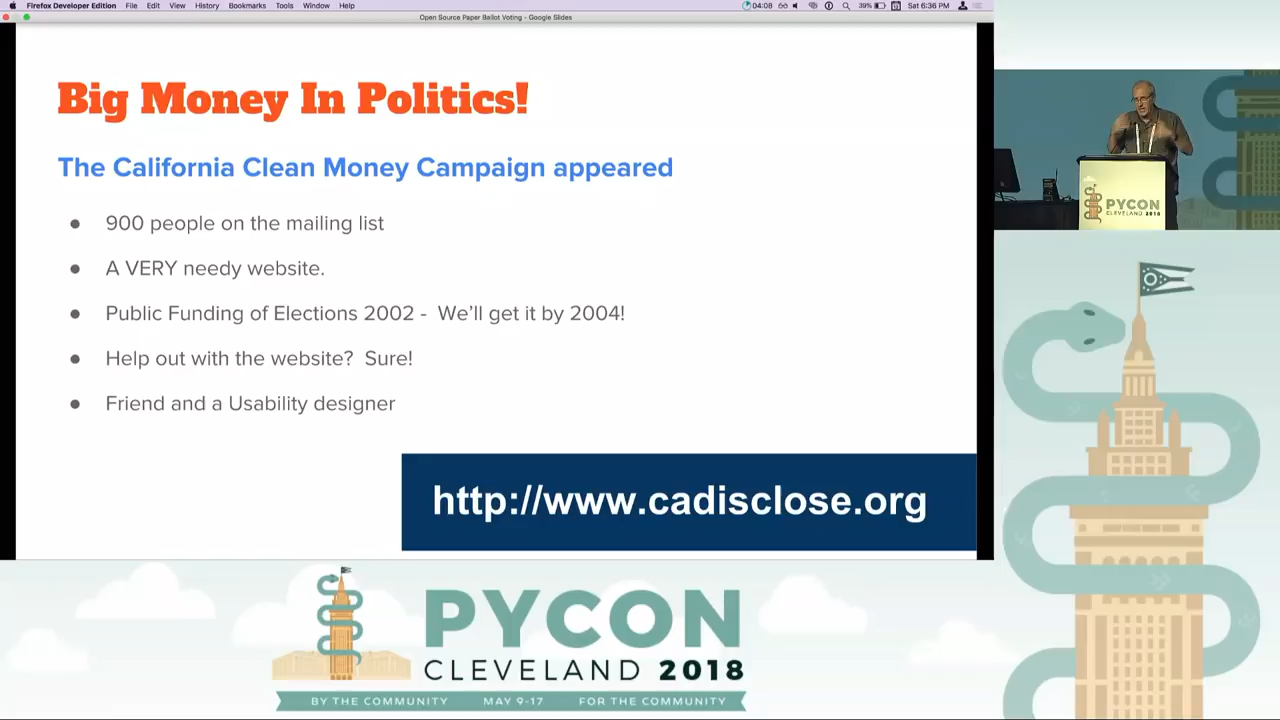 Firefox Developer Edition File Edit View History Bookmarks Tools Window Help
04:08 39% Sat 6:36 PM
Open Source Paper Ballot Voting - Google Slides
Big Money In Politics!
The California Clean Money Campaign appeared
● 900 people on the mailing list
● A VERY needy website.
● Public Funding of Elections 2002 - We'll get it by 2004!
● Help out with the website? Sure!
● Friend and a Usability designer
http://www.cadisclose.org
PYCON
CLEVELAND 2018
PYCON
CLEVELAND 2018
BY THE COMMUNITY MAY 9-17 FOR THE COMMUNITY